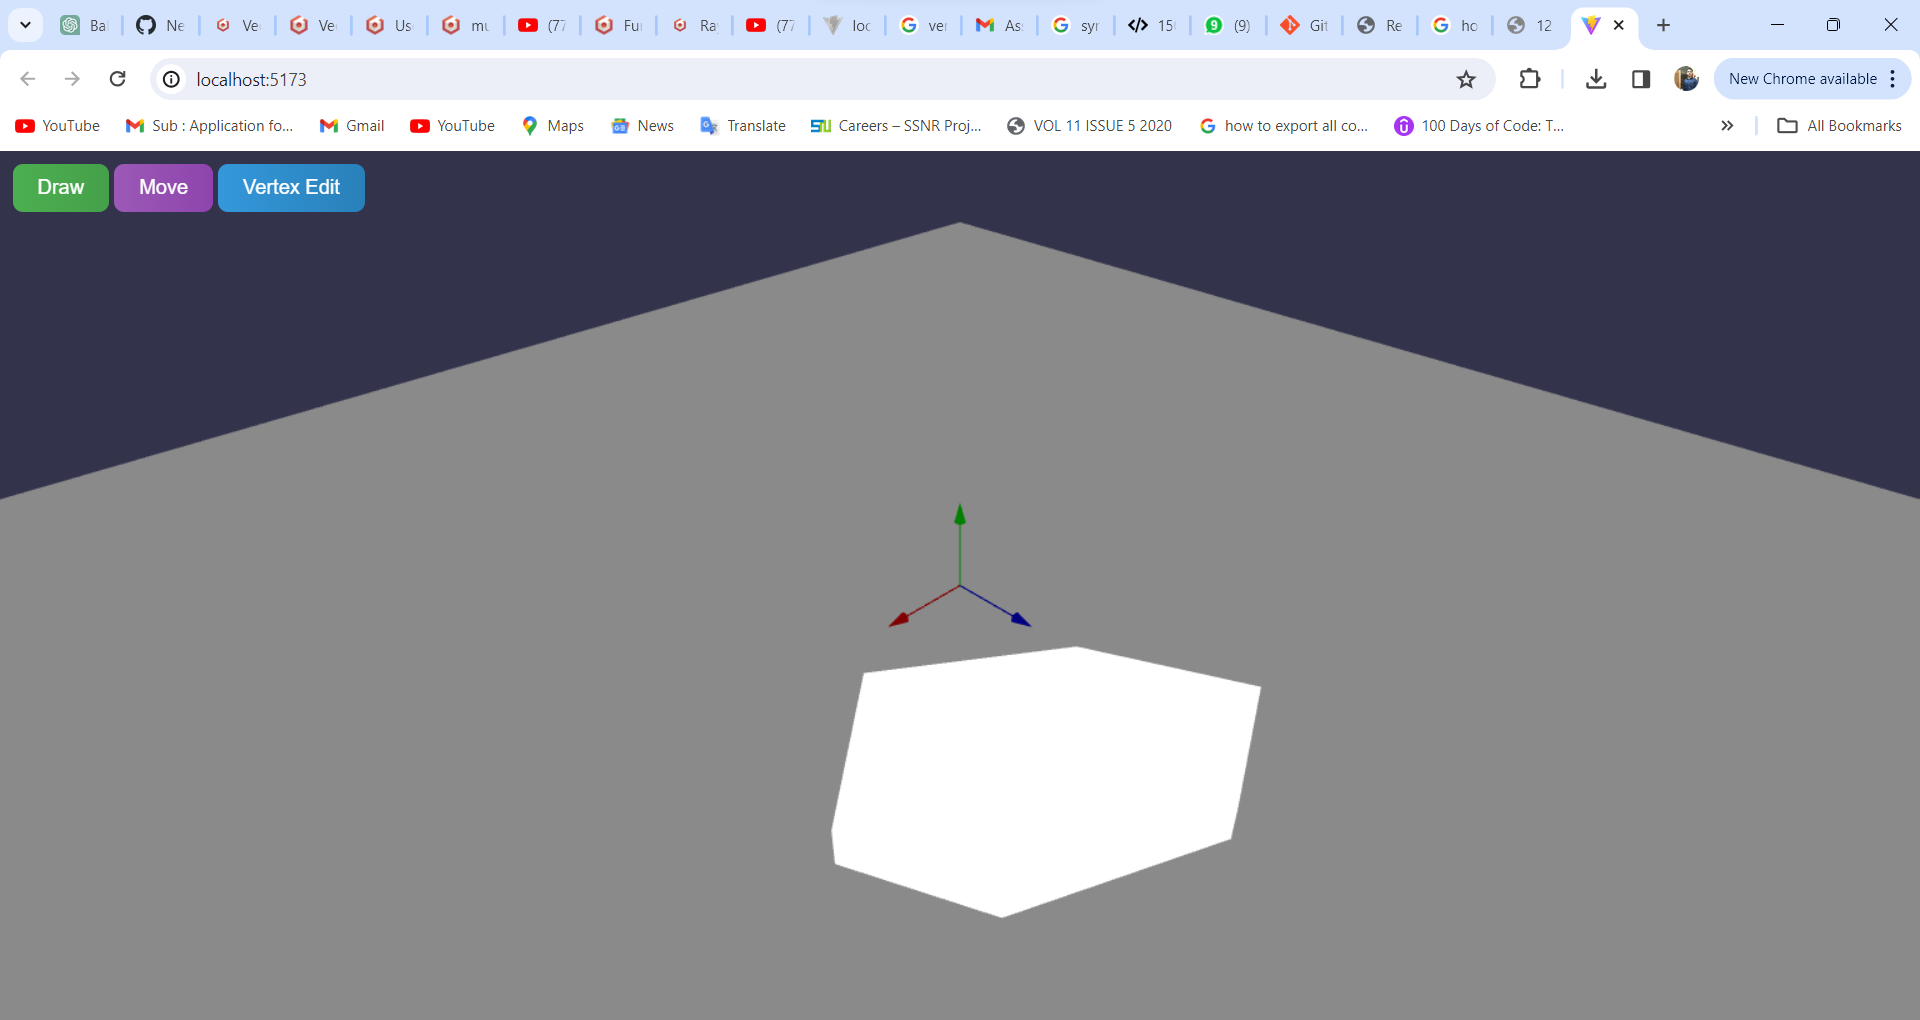 Ba Ne Ve Ve Us mu (77 Fu Ra (77 loc ver As syr 15 (9) Git Re ho 12
localhost:5173 New Chrome available
YouTube Sub : Application fo... Gmail YouTube Maps News Translate Careers – SSNR Proj... VOL 11 ISSUE 5 2020 how to export all co... 100 Days of Code: T... » All Bookmarks
Draw Move Vertex Edit